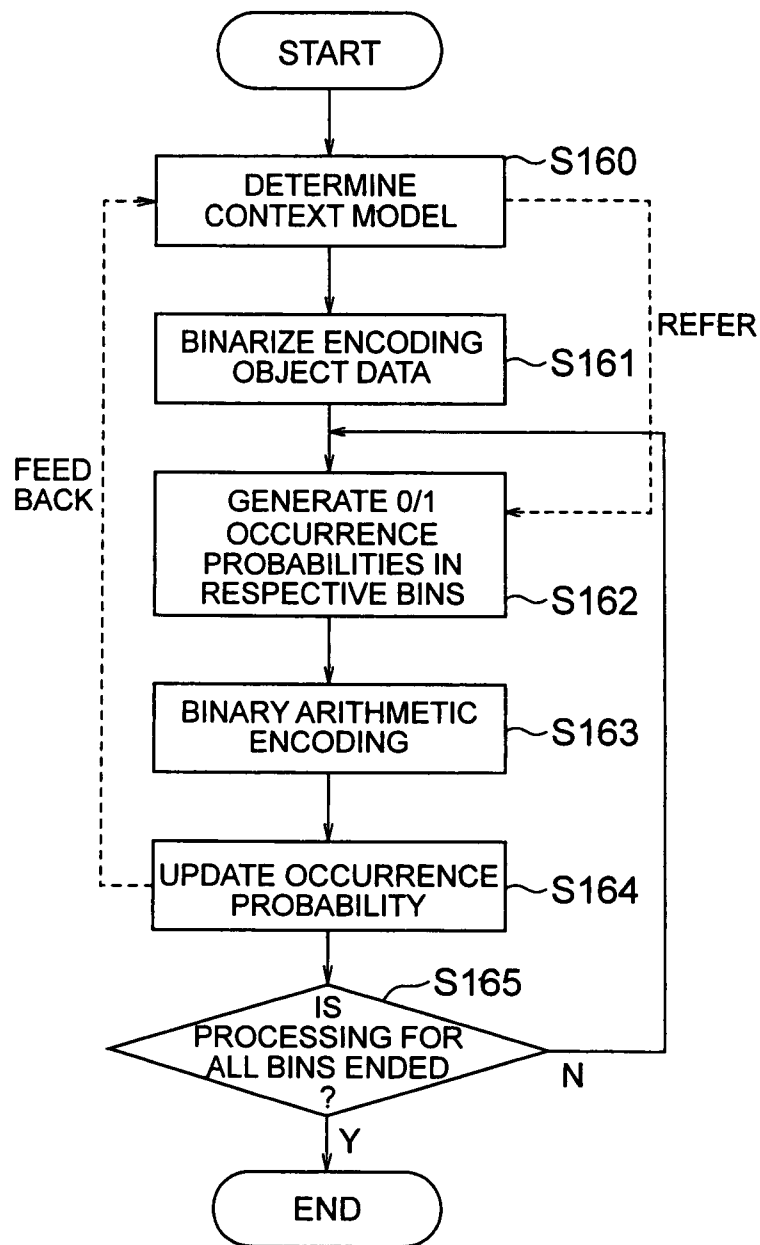 START
S160
DETERMINE
CONTEXT MODEL
REFER
BINARIZE ENCODING
OBJECT DATA
S161
FEED
BACK
GENERATE 0/1
OCCURRENCE
PROBABILITIES IN
RESPECTIVE BINS
S162
BINARY ARITHMETIC
ENCODING
S163
UPDATE OCCURRENCE
PROBABILITY
S164
S165
IS
PROCESSING FOR
ALL BINS ENDED
?
N
Y
END